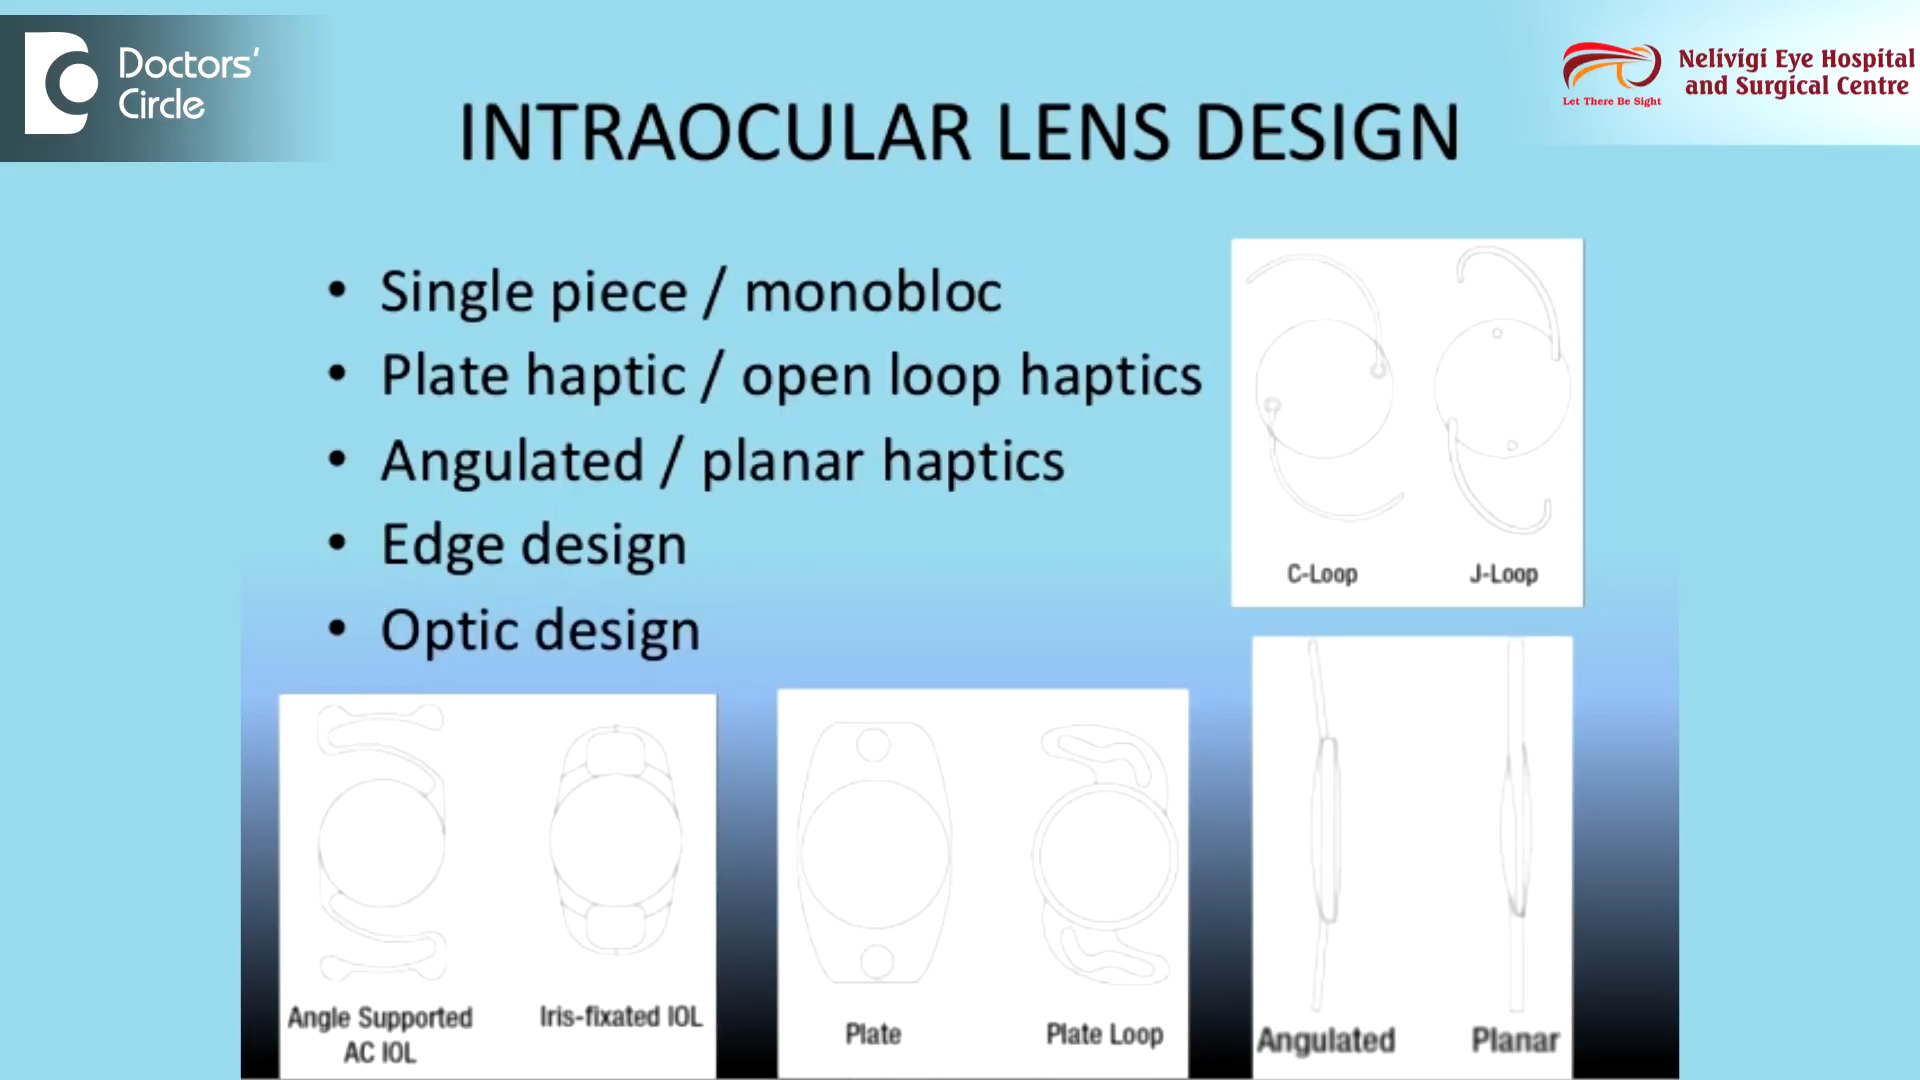 Doctors'
Circle
Nelivigi Eye Hospital
and Surgical Centre
Let There Be Sight
INTRAOCULAR LENS DESIGN
• Single piece / monobloc
• Plate haptic / open loop haptics
• Angulated / planar haptics
• Edge design
• Optic design
C-Loop
J-Loop
Angle Supported
AC IOL
Iris-fixated IOL
Plate
Plate Loop
Angulated
Planar